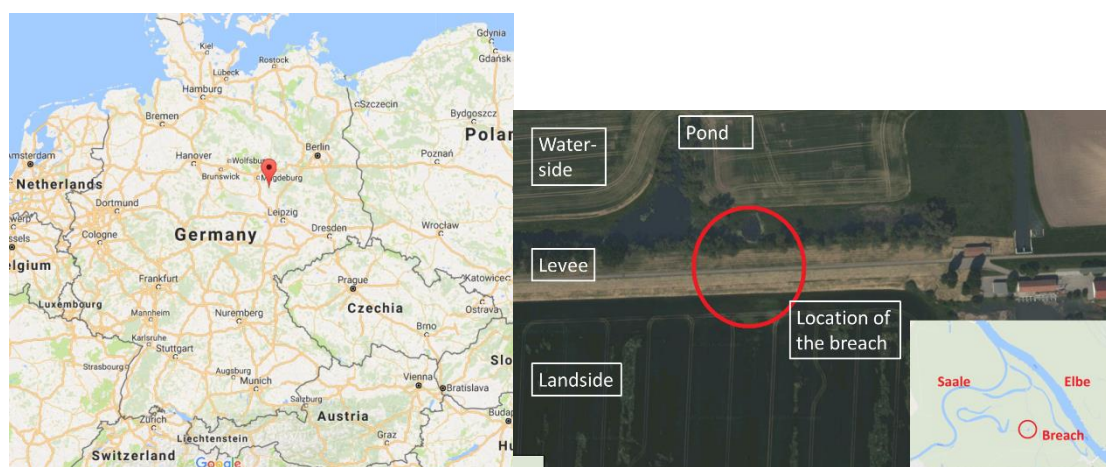 Kiel
Rostock
Lübeck
Hamburg
Szczecin
Gdynia
Gdańsk
Bydgoszcz
Bremen
Amsterdam
Netherlands
Hanover
Wolfsburg
Brunswick
Magdeburg
Berlin
Poznań
Dortmund
Leipzig
Cologne
Germany
Dresden
Wrocław
elgium
Frankfurt
Prague
Katowice
Ostrava
Luxembourg
Mannheim
Nuremberg
Czechia
Karlsruhe
Brno
Strasbourg
Stuttgart
Augsburg
Munich
Vienna
Bratislava
Salzburg
Zürich
Austria
Liechtenstein
Graz
Switzerland
Google
Water-
side
Pond
Levee
Location of
the breach
Landside
Saale
Elbe
Breach